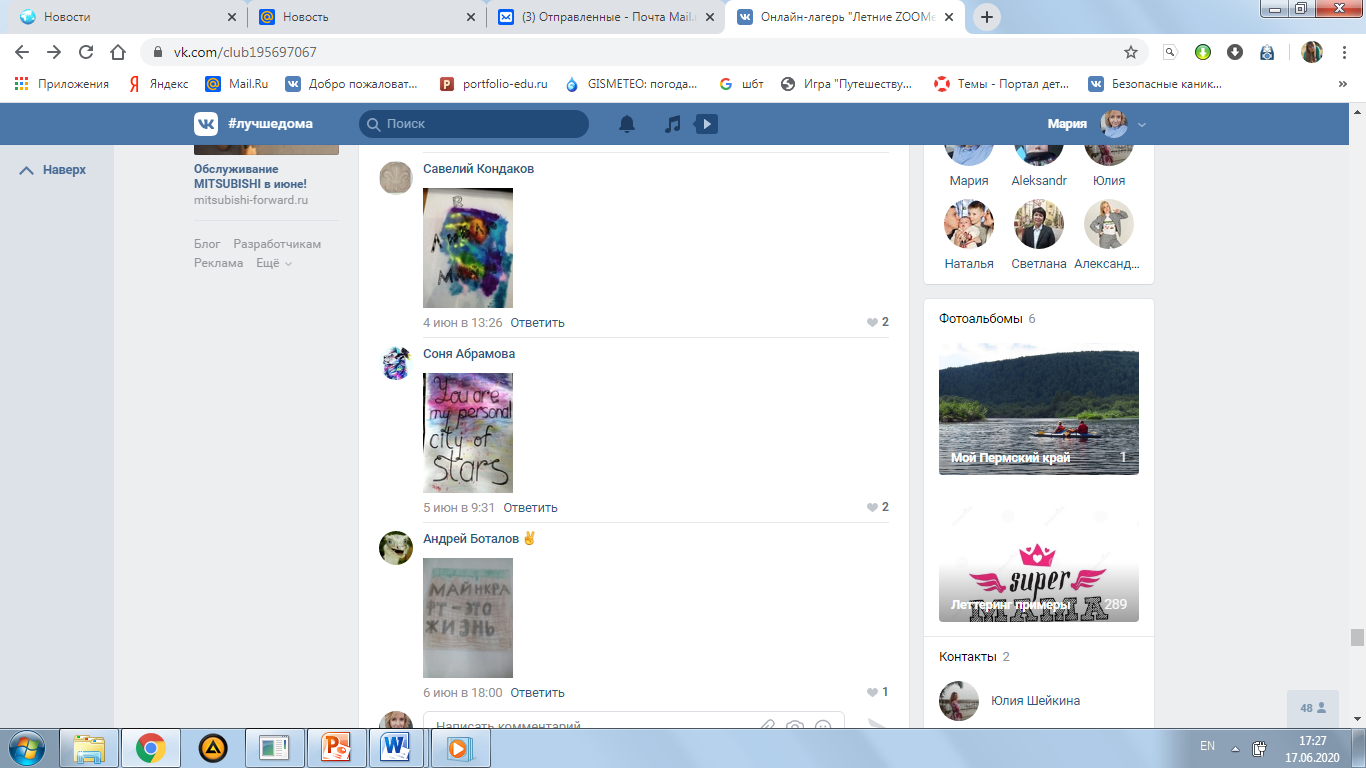 Новости
Новость
(3) Отправленные - Почта Mail.
Онлайн-лагерь "Летние ZOOM
vk.com/club195697067
Приложения
Яндекс
Mail.Ru
Добро пожаловат...
portfolio-edu.ru
GISMETEO: погода...
шбт
Игра "Путешеству...
Темы - Портал дет...
Безопасные каник...
»
#лучшедома
Поиск
Мария
Наверх
Обслуживание
MITSUBISHI в июне!
mitsubishi-forward.ru
Блог Разработчикам
Реклама Ещё
Савелий Кондаков
4 июн в 13:26 Ответить
2
Соня Абрамова
You are
my personal
city of
stars
5 июн в 9:31 Ответить
2
Андрей Боталов
МАЙНКРА
ФТ - ЭТО
ЖИЗНЬ
6 июн в 18:00 Ответить
1
Написать комментарий
Мария Aleksandr Юлия
Наталья Светлана Александ...
Фотоальбомы 6
Мой Пермский край 1
super
МАМА
Леттеринг примеры 289
Контакты 2
Юлия Шейкина
48
EN
17:27
17.06.2020